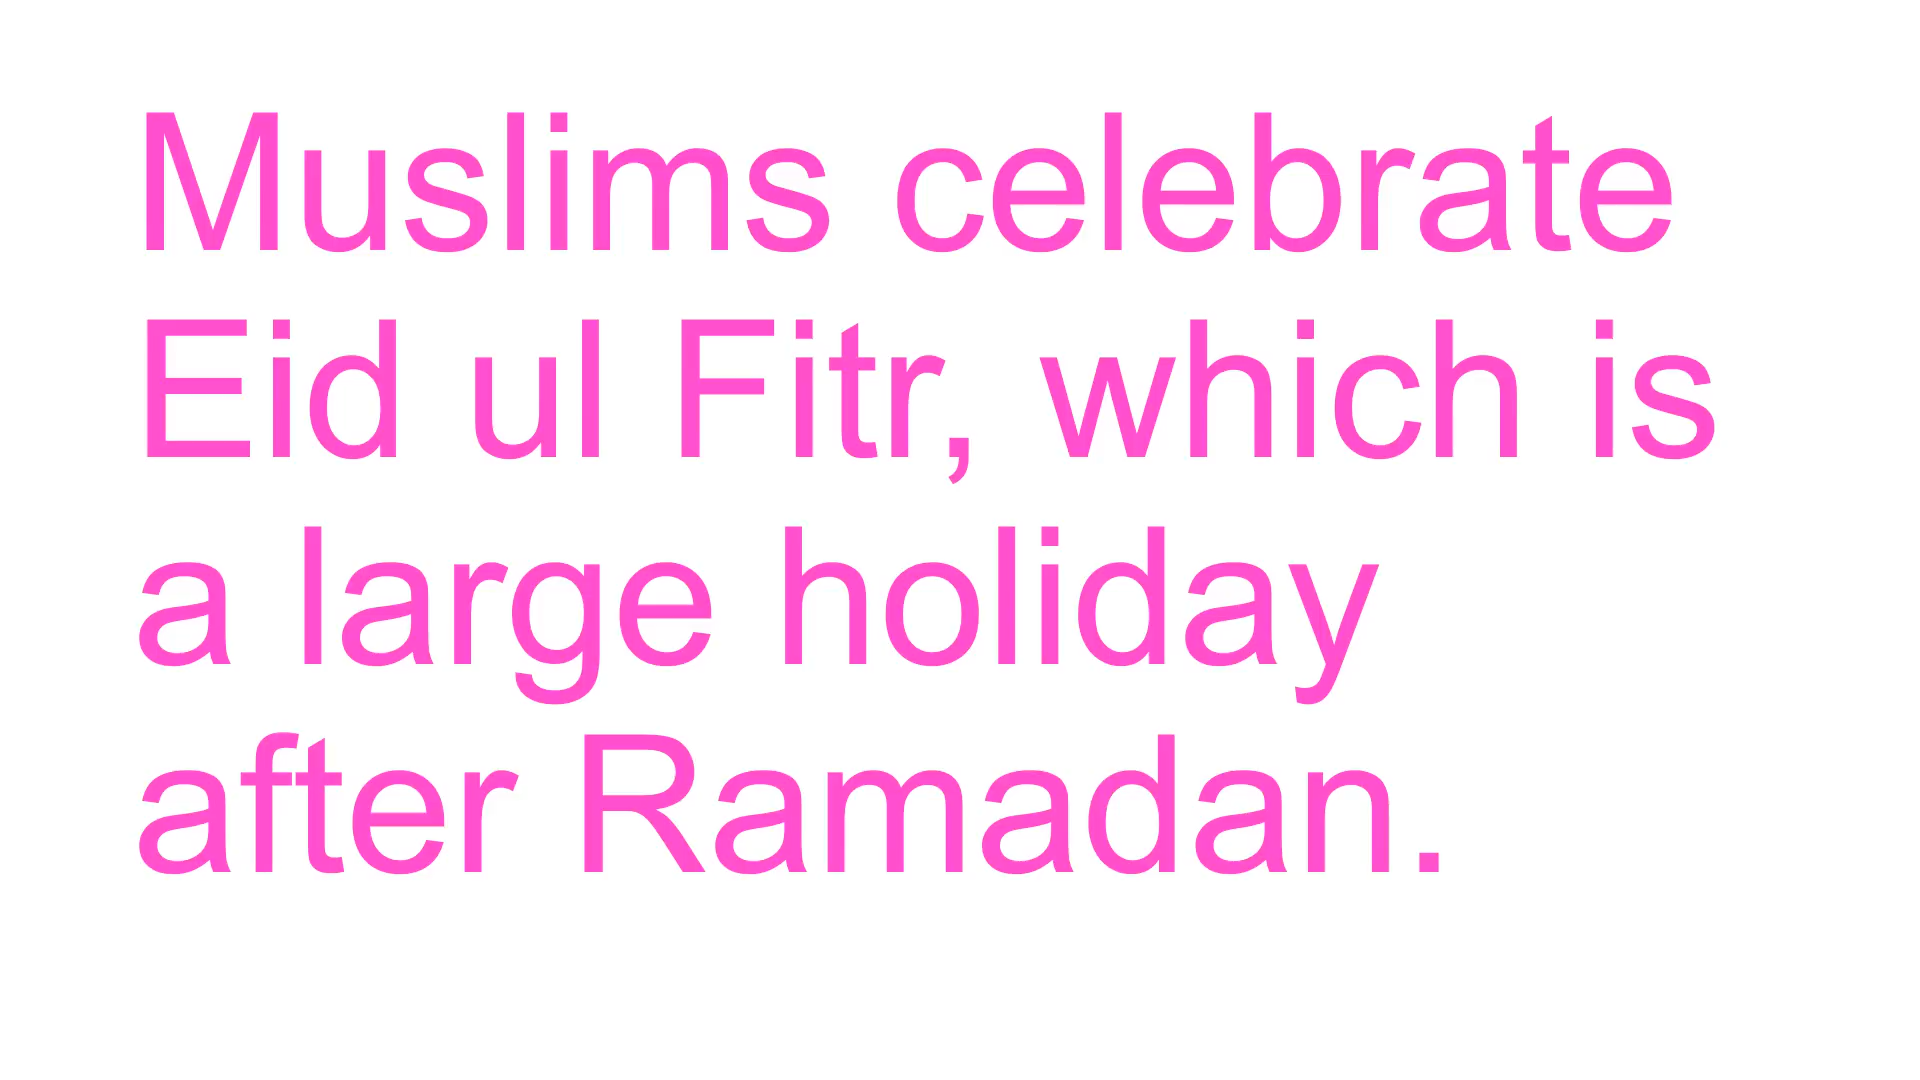 Muslims celebrate
Eid ul Fitr, which is
a large holiday
after Ramadan.